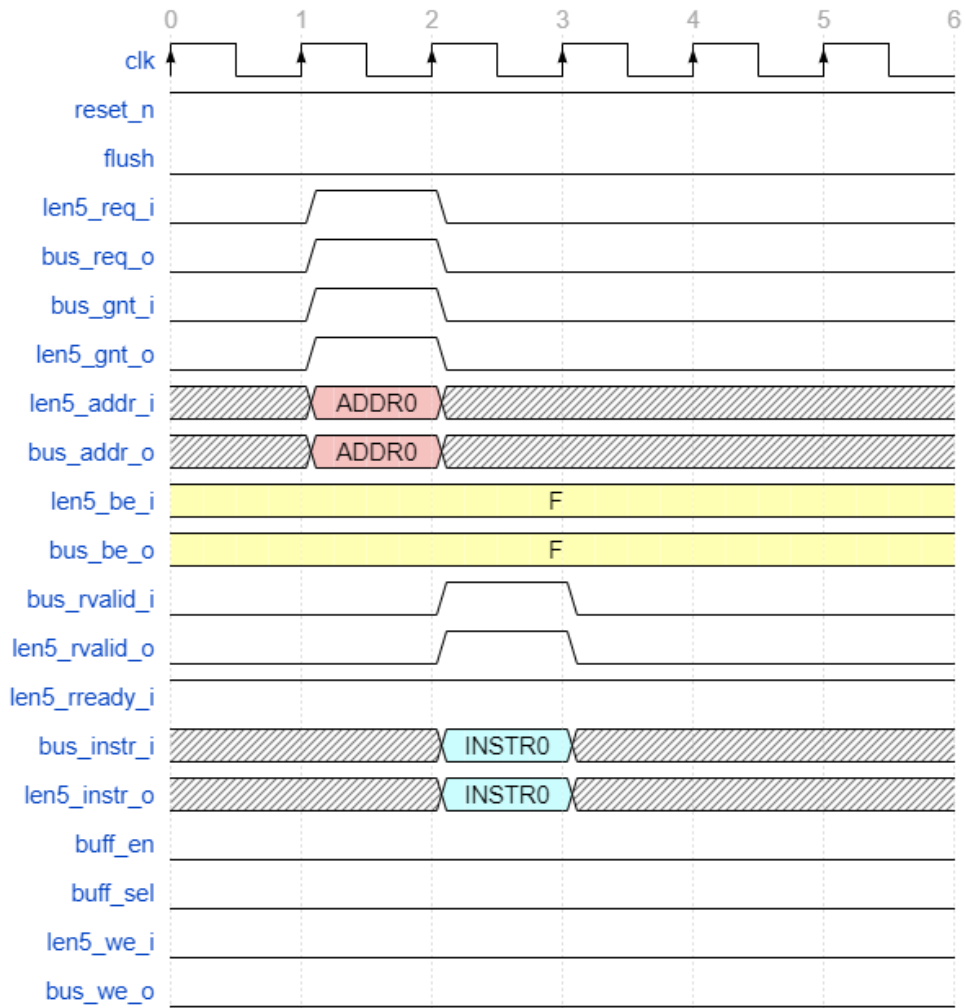 0 1 2 3 4 5 6
clk
reset_n
flush
len5_req_i
bus_req_o
bus_gnt_i
len5_gnt_o
len5_addr_i ADDR0
bus_addr_o ADDR0
len5_be_i F
bus_be_o F
bus_rvalid_i
len5_rvalid_o
len5_rready_i
bus_instr_i INSTR0
len5_instr_o INSTR0
buff_en
buff_sel
len5_we_i
bus_we_o